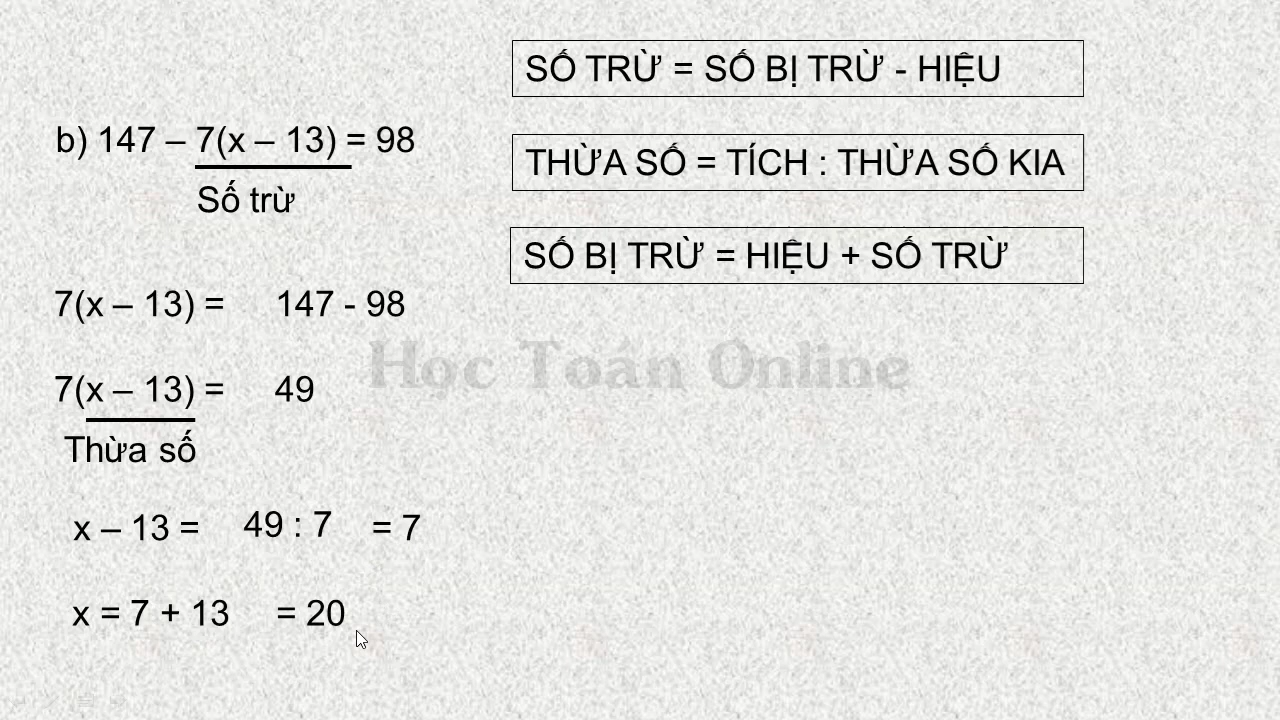 SỐ TRỪ = SỐ BỊ TRỪ - HIỆU
b) 147 – 7(x – 13) = 98
THỪA SỐ = TÍCH : THỪA SỐ KIA
Số trừ
SỐ BỊ TRỪ = HIỆU + SỐ TRỪ
7(x – 13) = 147 - 98
Học Toán Online
7(x – 13) = 49
Thừa số
x – 13 = 49 : 7 = 7
x = 7 + 13 = 20